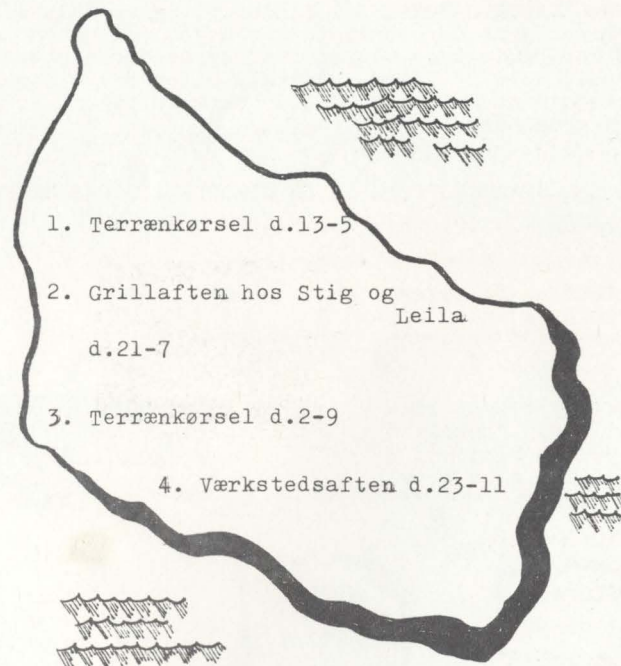 1. Terrænkørsel d.13-5
2. Grillaften hos Stig og
Leila
d.21-7
3. Terrænkørsel d.2-9
4. Værkstedsaften d.23-11